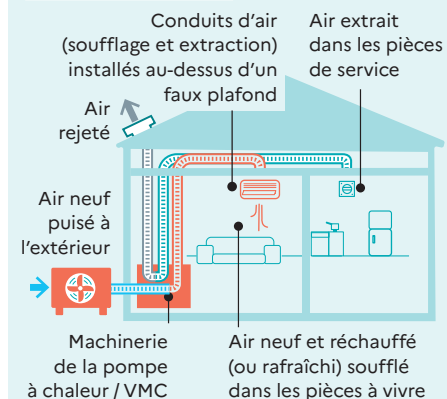 Conduits d'air
(soufflage et extraction)
installés au-dessus d'un
faux plafond
Air extrait
dans les pièces
de service
Air
rejeté
Air neuf
puisé à
l'extérieur
Machinerie
de la pompe
à chaleur / VMC
Air neuf et réchauffé
(ou rafraîchi) soufflé
dans les pièces à vivre